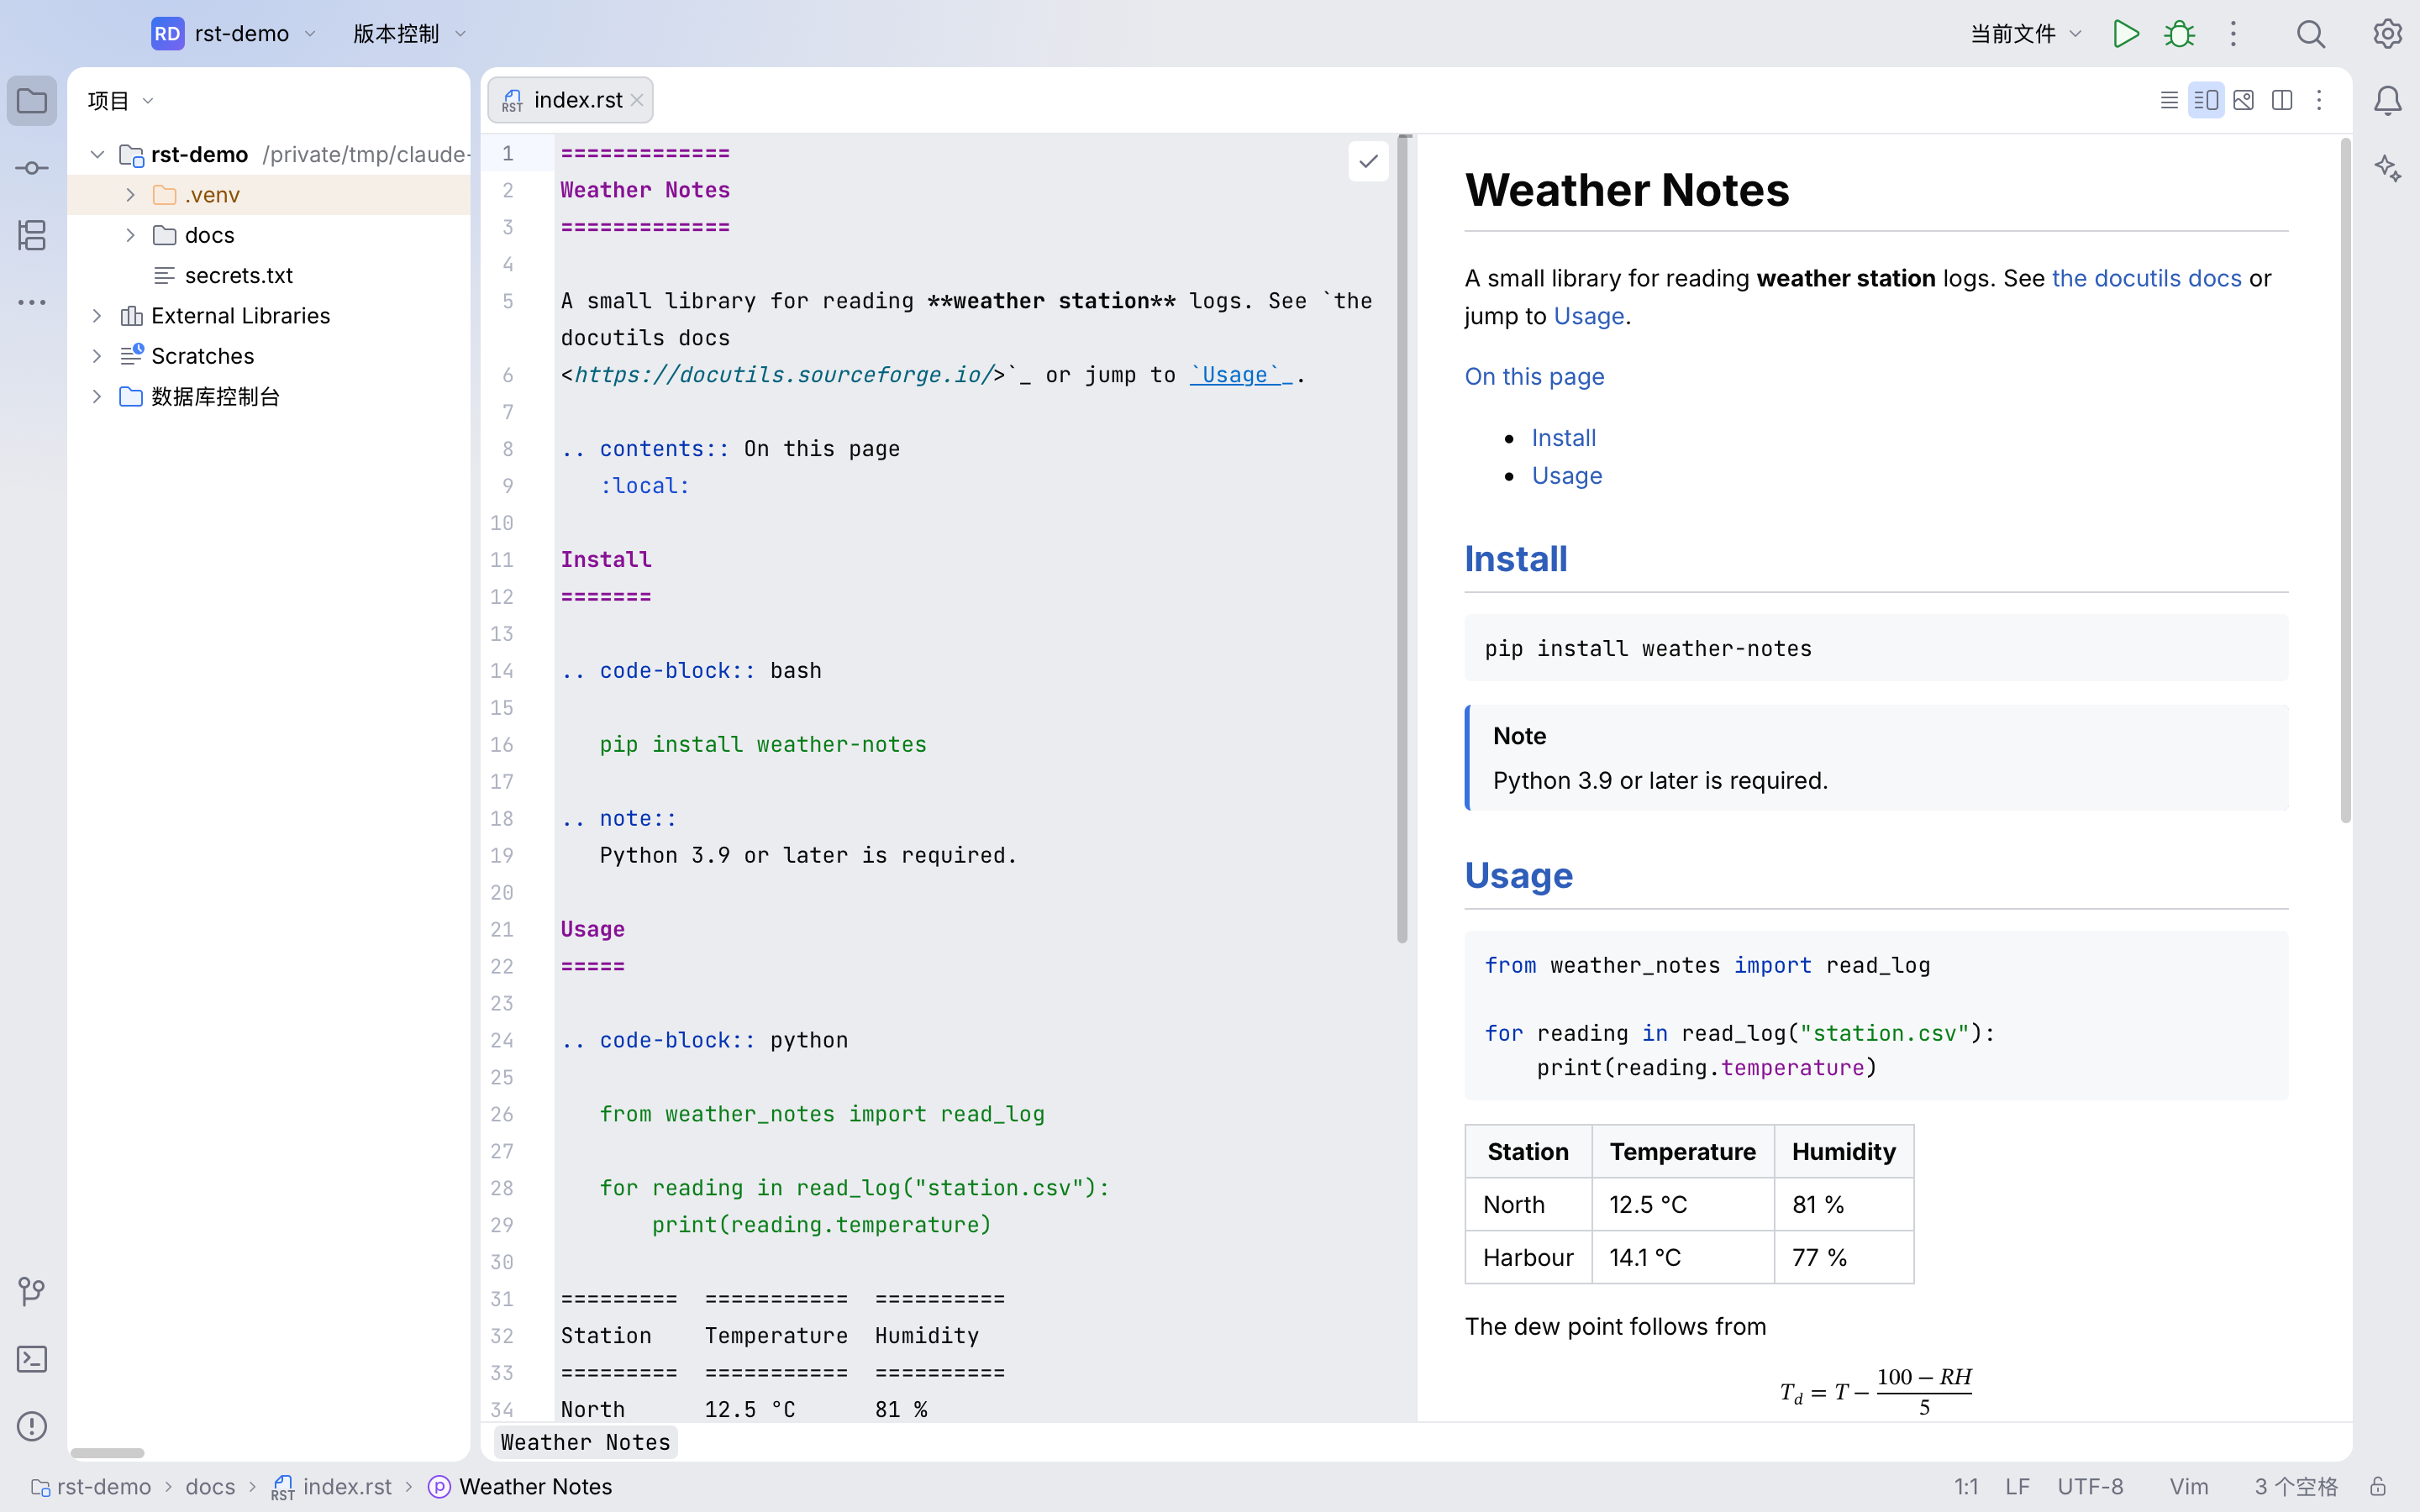 RD rst-demo 版本控制 当前文件
项目
index.rst
rst-demo /private/tmp/claude-
.venv
docs
secrets.txt
External Libraries
Scratches
数据库控制台
1 =============
2 Weather Notes
3 =============
4
5 A small library for reading **weather station** logs. See `the
docutils docs
6 <https://docutils.sourceforge.io/>`_ or jump to `Usage`_.
7
8 .. contents:: On this page
9 :local:
10
11 Install
12 =======
13
14 .. code-block:: bash
15
16 pip install weather-notes
17
18 .. note::
19 Python 3.9 or later is required.
20
21 Usage
22 =====
23
24 .. code-block:: python
25
26 from weather_notes import read_log
27
28 for reading in read_log("station.csv"):
29 print(reading.temperature)
30
31 ========= =========== ==========
32 Station Temperature Humidity
33 ========= =========== ==========
34 North 12.5 °C 81 %
Weather Notes
Weather Notes
A small library for reading weather station logs. See the docutils docs or
jump to Usage.
On this page
• Install
• Usage
Install
pip install weather-notes
Note
Python 3.9 or later is required.
Usage
from weather_notes import read_log
for reading in read_log("station.csv"):
print(reading.temperature)
Station Temperature Humidity
North 12.5 °C 81 %
Harbour 14.1 °C 77 %
The dew point follows from
T_d = T − (100 − RH)/5
rst-demo > docs > RST index.rst > p Weather Notes
1:1 LF UTF-8 Vim 3 个空格